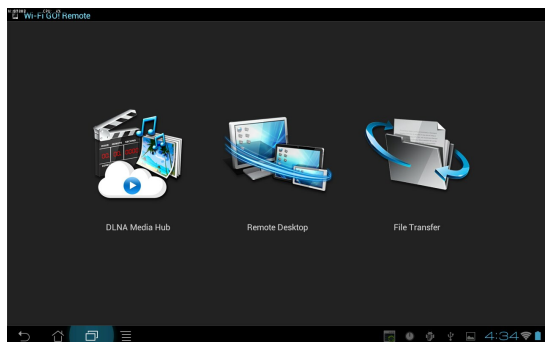 Wi-Fi GO! Remote
DLNA Media Hub
Remote Desktop
File Transfer
4:34